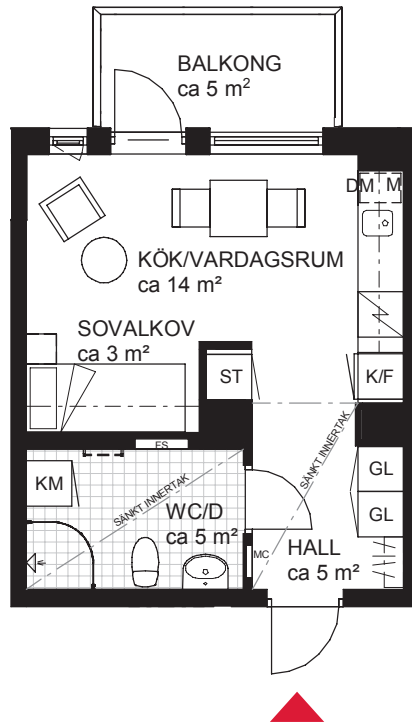 BALKONG
ca 5 m²
DM M
KÖK/VARDAGSRUM
ca 14 m²
SOVALKOV
ca 3 m²
ST
K/F
FS
SÄNKT INNERTAK
SÄNKT INNERTAK
KM
GL
WC/D
ca 5 m²
GL
MC
HALL
ca 5 m²